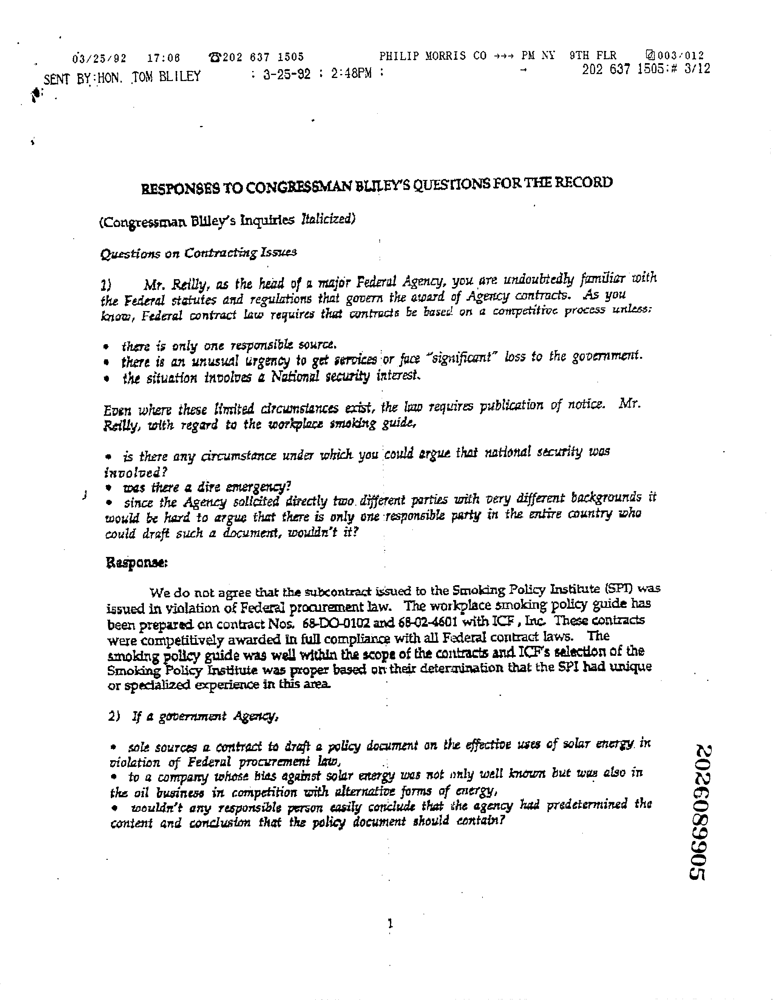 03/25/92 17:06 ☎202 637 1505 PHILIP MORRIS CO →→→ PM NY 9TH FLR 003/012
SENT BY:HON. TOM BLILEY : 3-25-92 : 2:48PM : → 202 637 1505:# 3/12
RESPONSES TO CONGRESSMAN BLILEY'S QUESTIONS FOR THE RECORD
(Congressman Bliley's Inquiries Italicized)
Questions on Contracting Issues
1) Mr. Reilly, as the head of a major Federal Agency, you are undoubtedly familiar with
the Federal statutes and regulations that govern the award of Agency contracts. As you
know, Federal contract law requires that contracts be based on a competitive process unless:
• there is only one responsible source.
• there is an unusual urgency to get services or face "significant" loss to the government.
• the situation involves a National security interest.
Even where these limited circumstances exist, the law requires publication of notice. Mr.
Reilly, with regard to the workplace smoking guide,
• is there any circumstance under which you could argue that national security was
involved?
• was there a dire emergency?
• since the Agency solicited directly two different parties with very different backgrounds it
would be hard to argue that there is only one responsible party in the entire country who
could draft such a document, wouldn't it?
Response:
We do not agree that the subcontract issued to the Smoking Policy Institute (SPI) was
issued in violation of Federal procurement law. The workplace smoking policy guide has
been prepared on contract Nos. 68-DO-0102 and 68-02-4601 with ICF, Inc. These contracts
were competitively awarded in full compliance with all Federal contract laws. The
smoking policy guide was well within the scope of the contracts and ICF's selection of the
Smoking Policy Institute was proper based on their determination that the SPI had unique
or specialized experience in this area.
2) If a government Agency,
• sole sources a contract to draft a policy document on the effective uses of solar energy in
violation of Federal procurement law,
• to a company whose bias against solar energy was not only well known but was also in
the oil business in competition with alternative forms of energy,
• wouldn't any responsible person easily conclude that the agency had predetermined the
content and conclusion that the policy document should contain?
2026089905
1